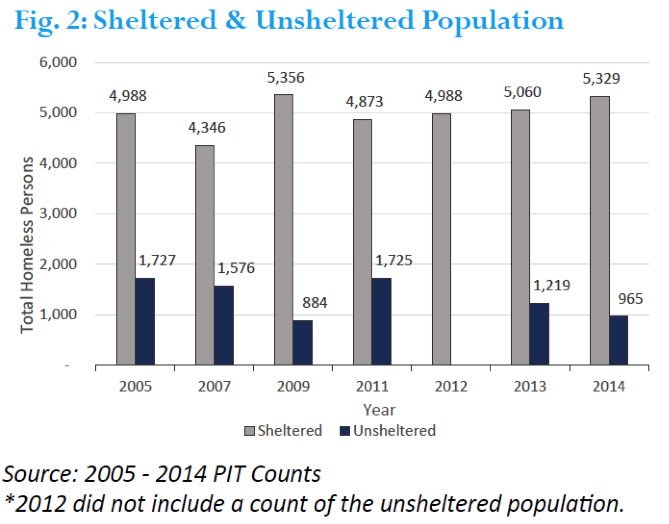 Fig. 2: Sheltered & Unsheltered Population
6,000
5,000
4,000
3,000
2,000
1,000
-
Total Homeless Persons
4,988
1,727
4,346
1,576
5,356
884
4,873
1,725
4,988
5,060
1,219
5,329
965
2005 2007 2009 2011 2012 2013 2014
Year
Sheltered Unsheltered
Source: 2005 - 2014 PIT Counts
*2012 did not include a count of the unsheltered population.